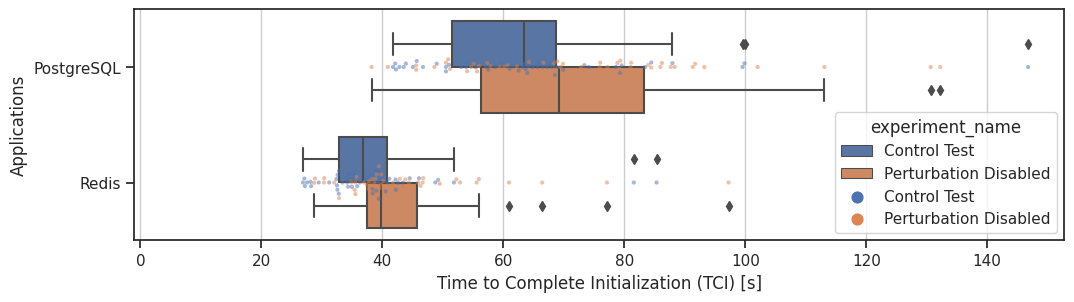 Applications
PostgreSQL
Redis
experiment_name
Control Test
Perturbation Disabled
Control Test
Perturbation Disabled
0 20 40 60 80 100 120 140
Time to Complete Initialization (TCI) [s]